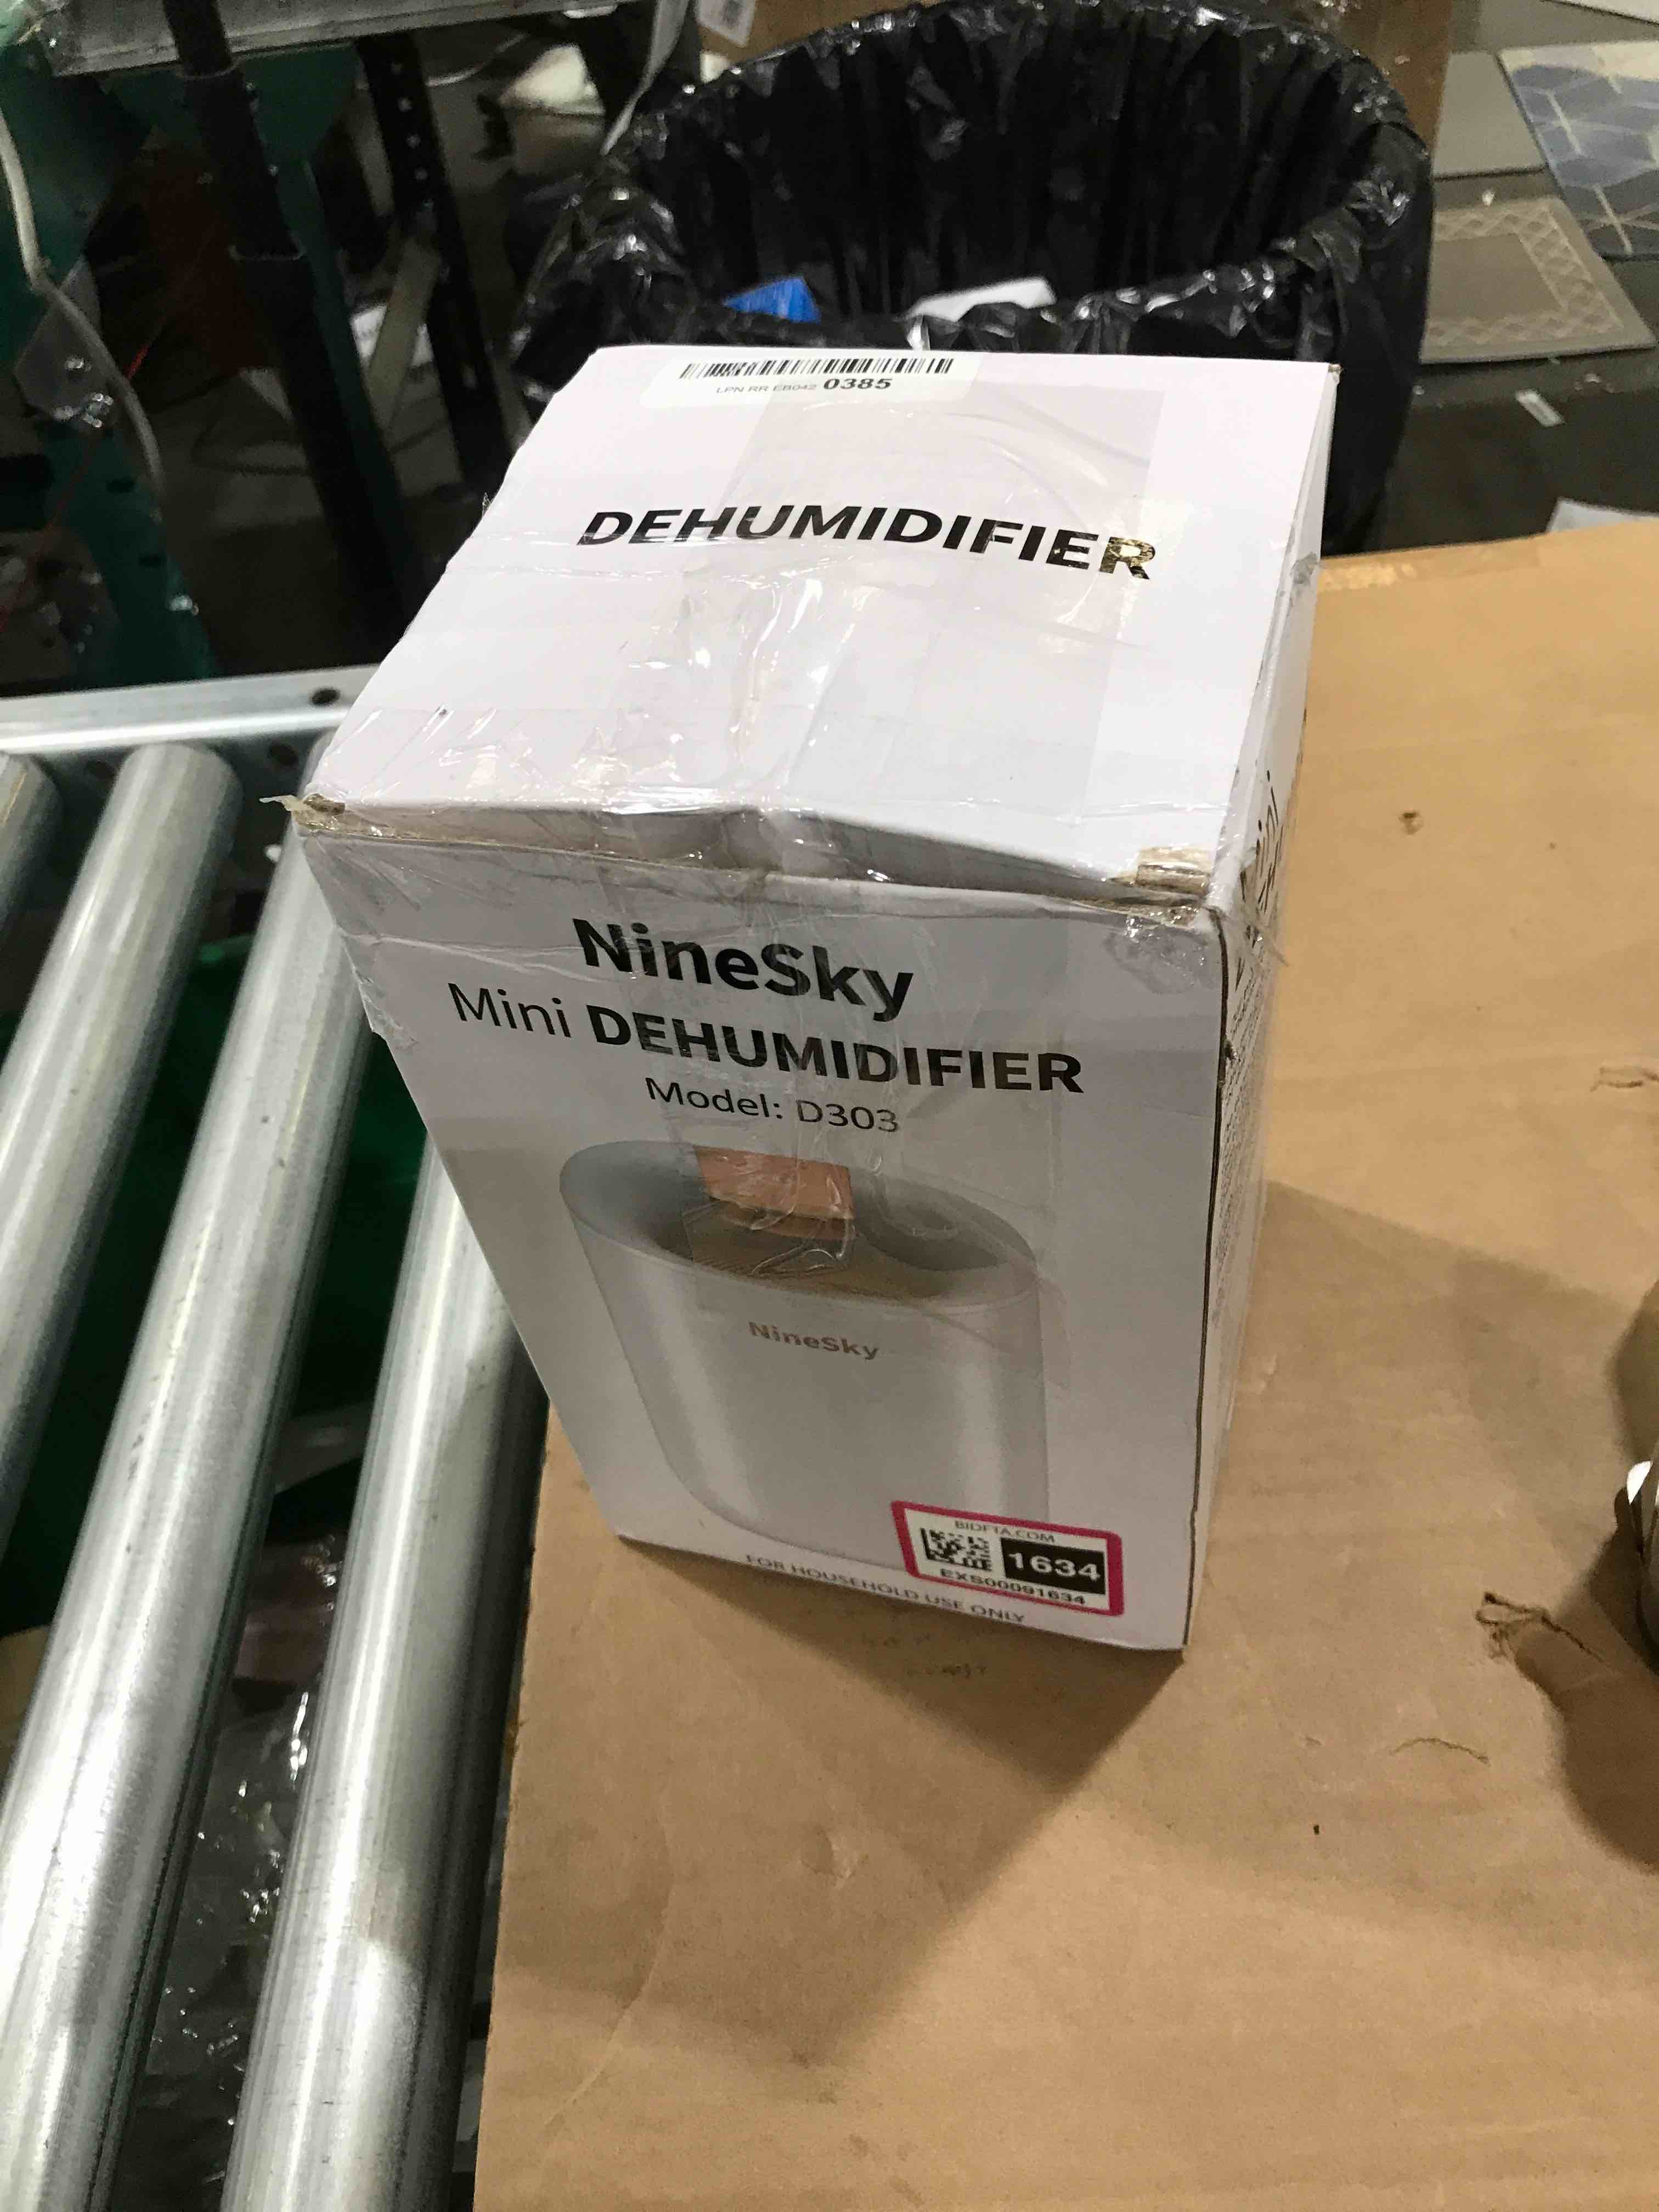 LPN RR EB042 0385
DEHUMIDIFIER
NineSky
Mini DEHUMIDIFIER
Model: D303
NineSky
BIDFTA.COM
1634
EXS00091634
FOR HOUSEHOLD USE ONLY